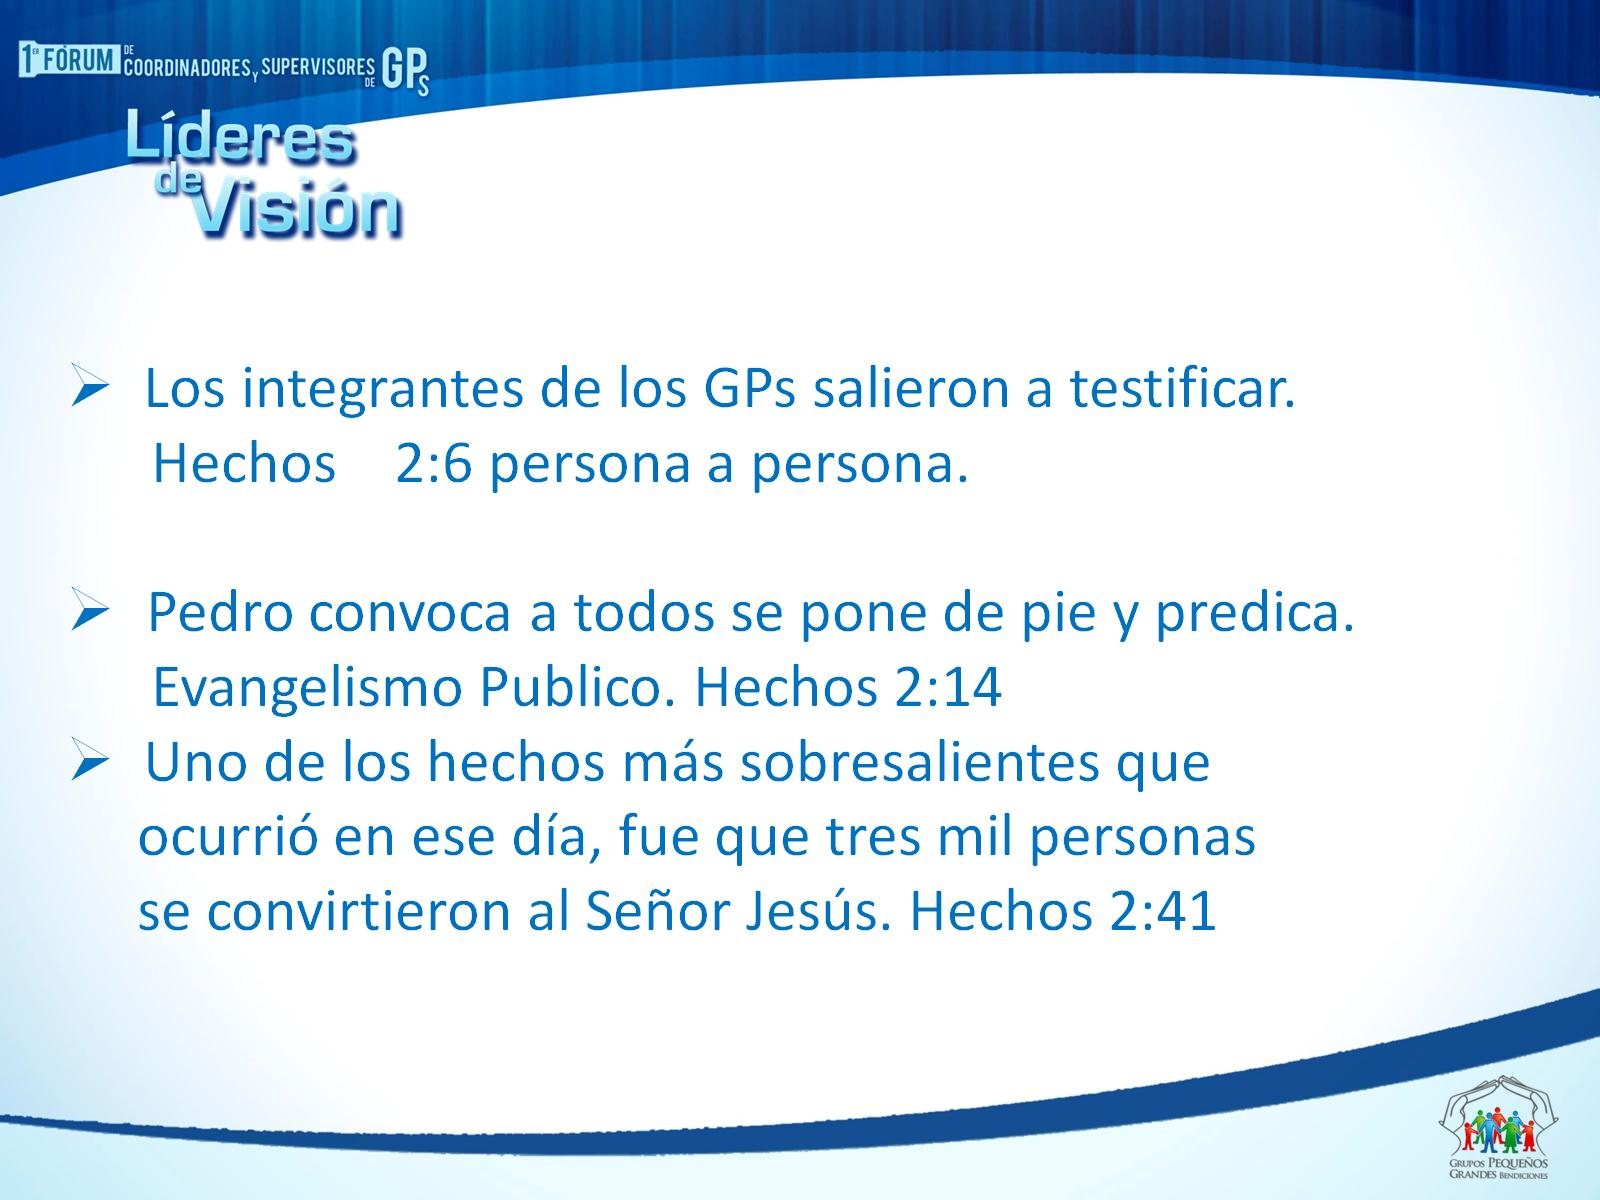 1ER FÓRUM DE COORDINADORES Y SUPERVISORES DE GPs
Líderes
de
Visión
➢ Los integrantes de los GPs salieron a testificar.
Hechos 2:6 persona a persona.
➢ Pedro convoca a todos se pone de pie y predica.
Evangelismo Publico. Hechos 2:14
➢ Uno de los hechos más sobresalientes que
ocurrió en ese día, fue que tres mil personas
se convirtieron al Señor Jesús. Hechos 2:41
GRUPOS PEQUEÑOS
GRANDES BENDICIONES